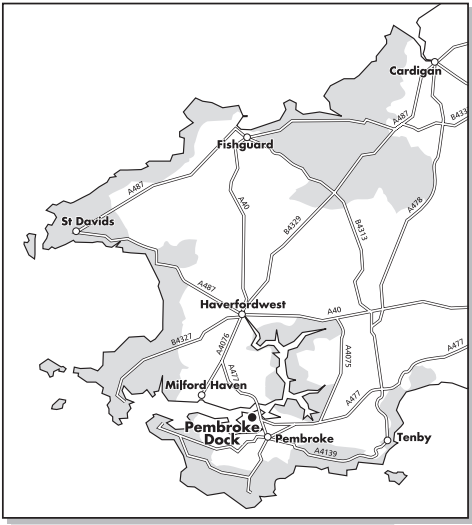 Cardigan
A487
B433
Fishguard
A487
A40
A478
St Davids
B4329
B4313
A487
Haverfordwest
A40
B4327
A4076
A4075
A477
A477
Milford Haven
A477
Pembroke
Dock
Pembroke
Tenby
A4139